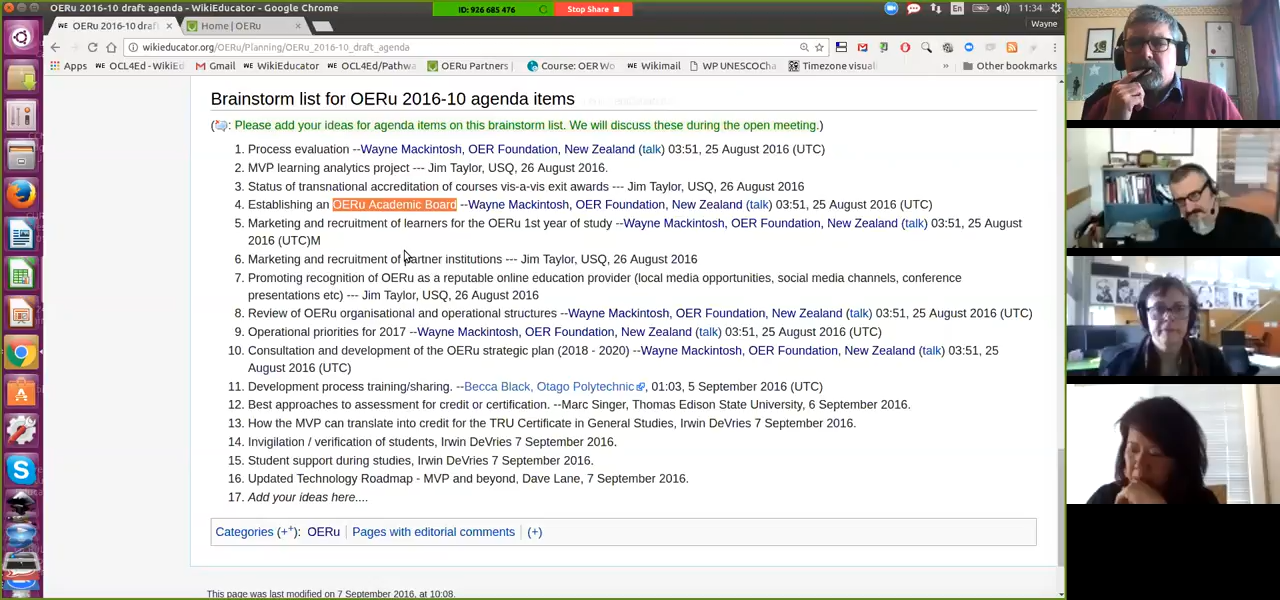 OERu 2016-10 draft agenda - WikiEducator - Google Chrome
ID: 926 685 476
Stop Share
En
11:34
WE OERu 2016-10 draft ×
Home | OERu ×
Wayne
wikieducator.org/OERu/Planning/OERu_2016-10_draft_agenda
Apps
WE OCL4Ed - WikiEd
Gmail
WE WikiEducator
WE OCL4Ed/Pathwa
OERu Partners |
Course: OER Wo
WE Wikimail
WP UNESCOCha
Timezone visuali
»
Other bookmarks
Brainstorm list for OERu 2016-10 agenda items
( Please add your ideas for agenda items on this brainstorm list. We will discuss these during the open meeting.)
1. Process evaluation --Wayne Mackintosh, OER Foundation, New Zealand (talk) 03:51, 25 August 2016 (UTC)
2. MVP learning analytics project --- Jim Taylor, USQ, 26 August 2016.
3. Status of transnational accreditation of courses vis-a-vis exit awards --- Jim Taylor, USQ, 26 August 2016
4. Establishing an OERu Academic Board --Wayne Mackintosh, OER Foundation, New Zealand (talk) 03:51, 25 August 2016 (UTC)
5. Marketing and recruitment of learners for the OERu 1st year of study --Wayne Mackintosh, OER Foundation, New Zealand (talk) 03:51, 25 August
2016 (UTC)M
6. Marketing and recruitment of partner institutions --- Jim Taylor, USQ, 26 August 2016
7. Promoting recognition of OERu as a reputable online education provider (local media opportunities, social media channels, conference
presentations etc) --- Jim Taylor, USQ, 26 August 2016
8. Review of OERu organisational and operational structures --Wayne Mackintosh, OER Foundation, New Zealand (talk) 03:51, 25 August 2016 (UTC)
9. Operational priorities for 2017 --Wayne Mackintosh, OER Foundation, New Zealand (talk) 03:51, 25 August 2016 (UTC)
10. Consultation and development of the OERu strategic plan (2018 - 2020) --Wayne Mackintosh, OER Foundation, New Zealand (talk) 03:51, 25
August 2016 (UTC)
11. Development process training/sharing. --Becca Black, Otago Polytechnic, 01:03, 5 September 2016 (UTC)
12. Best approaches to assessment for credit or certification. --Marc Singer, Thomas Edison State University, 6 September 2016.
13. How the MVP can translate into credit for the TRU Certificate in General Studies, Irwin DeVries 7 September 2016.
14. Invigilation / verification of students, Irwin DeVries 7 September 2016.
15. Student support during studies, Irwin DeVries 7 September 2016.
16. Updated Technology Roadmap - MVP and beyond, Dave Lane, 7 September 2016.
17. Add your ideas here....
Categories (+⁺): OERu | Pages with editorial comments | (+)
This page was last modified on 7 September 2016, at 10:08.